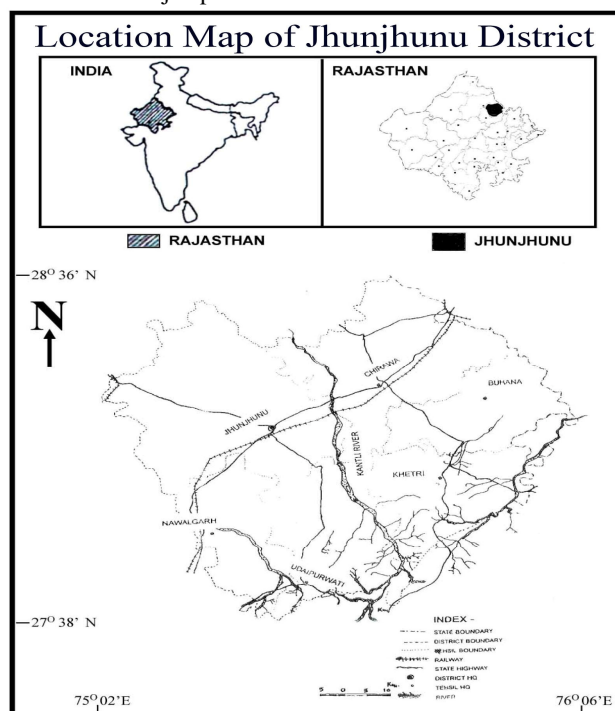 Location Map of Jhunjhunu District
INDIA
RAJASTHAN
RAJASTHAN
JHUNJHUNU
28° 36' N
N
CHIRAWA
BUHANA
JHUNJHUNU
KANTLI RIVER
KHETRI
NAWALGARH
UDAIPURWATI
27° 38' N
INDEX -
STATE BOUNDARY
DISTRICT BOUNDARY
TEHSIL BOUNDARY
RAILWAY
STATE HIGHWAY
DISTRICT HQ
TEHSIL HQ
RIVER
5 0 5 10 Km.
75° 02'E
76° 06'E